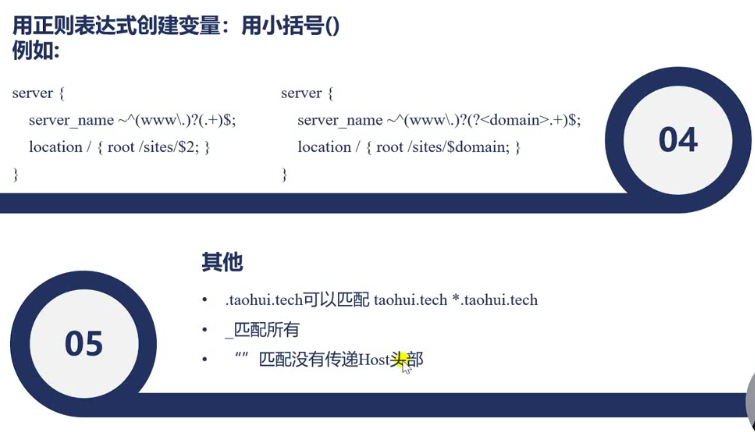 用正则表达式创建变量：用小括号()
例如:
server {
server_name ~^(www\.)?(.+)$;
location / { root /sites/$2; }
}
server {
server_name ~^(www\.)?(?<domain>.+)$;
location / { root /sites/$domain; }
}
04
其他
• .taohui.tech可以匹配 taohui.tech *.taohui.tech
• _匹配所有
• “” 匹配没有传递Host头部
05